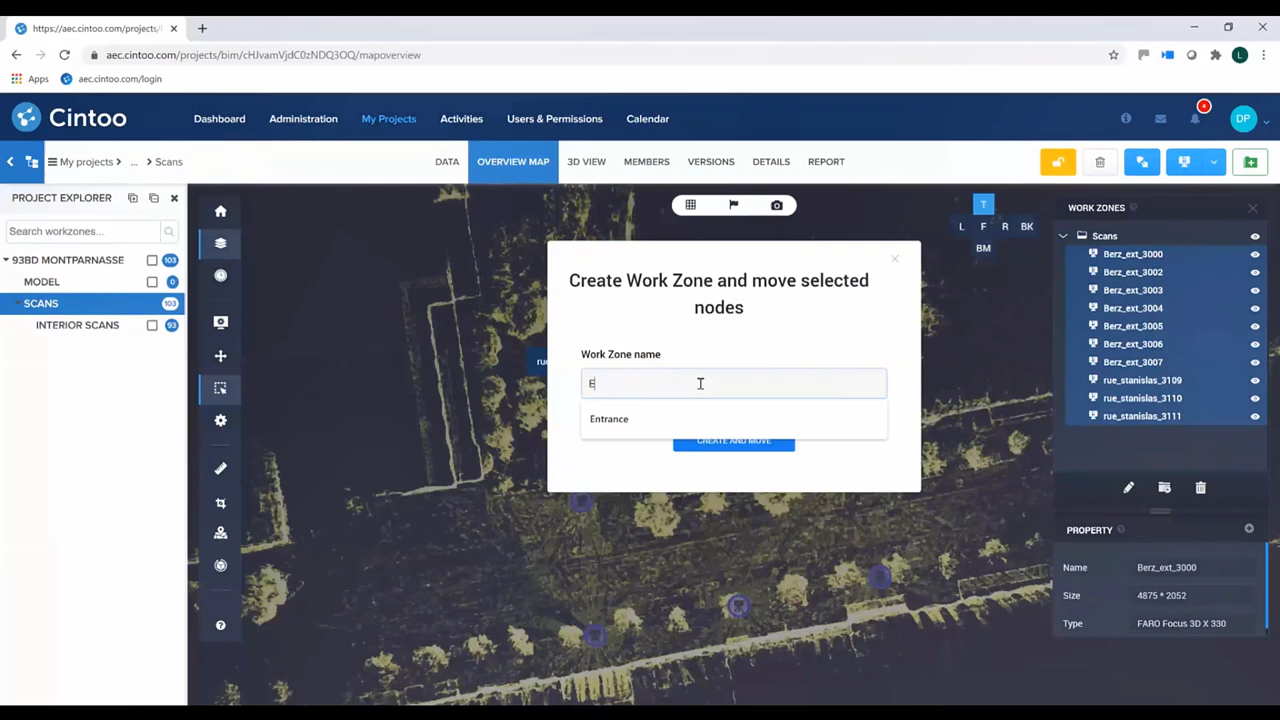 https://aec.cintoo.com/projects/
https://aec.cintoo.com/projects/bim/cHJvamVjdC0zNDQ3OQ/mapoverview
L
Apps aec.cintoo.com/login
Cintoo
Dashboard Administration My Projects Activities Users & Permissions Calendar
4
DP
My projects ... Scans
DATA OVERVIEW MAP 3D VIEW MEMBERS VERSIONS DETAILS REPORT
PROJECT EXPLORER
Search workzones...
93BD MONTPARNASSE 103
MODEL 0
SCANS 103
INTERIOR SCANS 93
T
L F R BK
BM
Create Work Zone and move selected
nodes
Work Zone name
E
Entrance
CREATE AND MOVE
rue
WORK ZONES
Scans
Berz_ext_3000
Berz_ext_3002
Berz_ext_3003
Berz_ext_3004
Berz_ext_3005
Berz_ext_3006
Berz_ext_3007
rue_stanislas_3109
rue_stanislas_3110
rue_stanislas_3111
PROPERTY
Name Berz_ext_3000
Size 4875 * 2052
Type FARO Focus 3D X 330